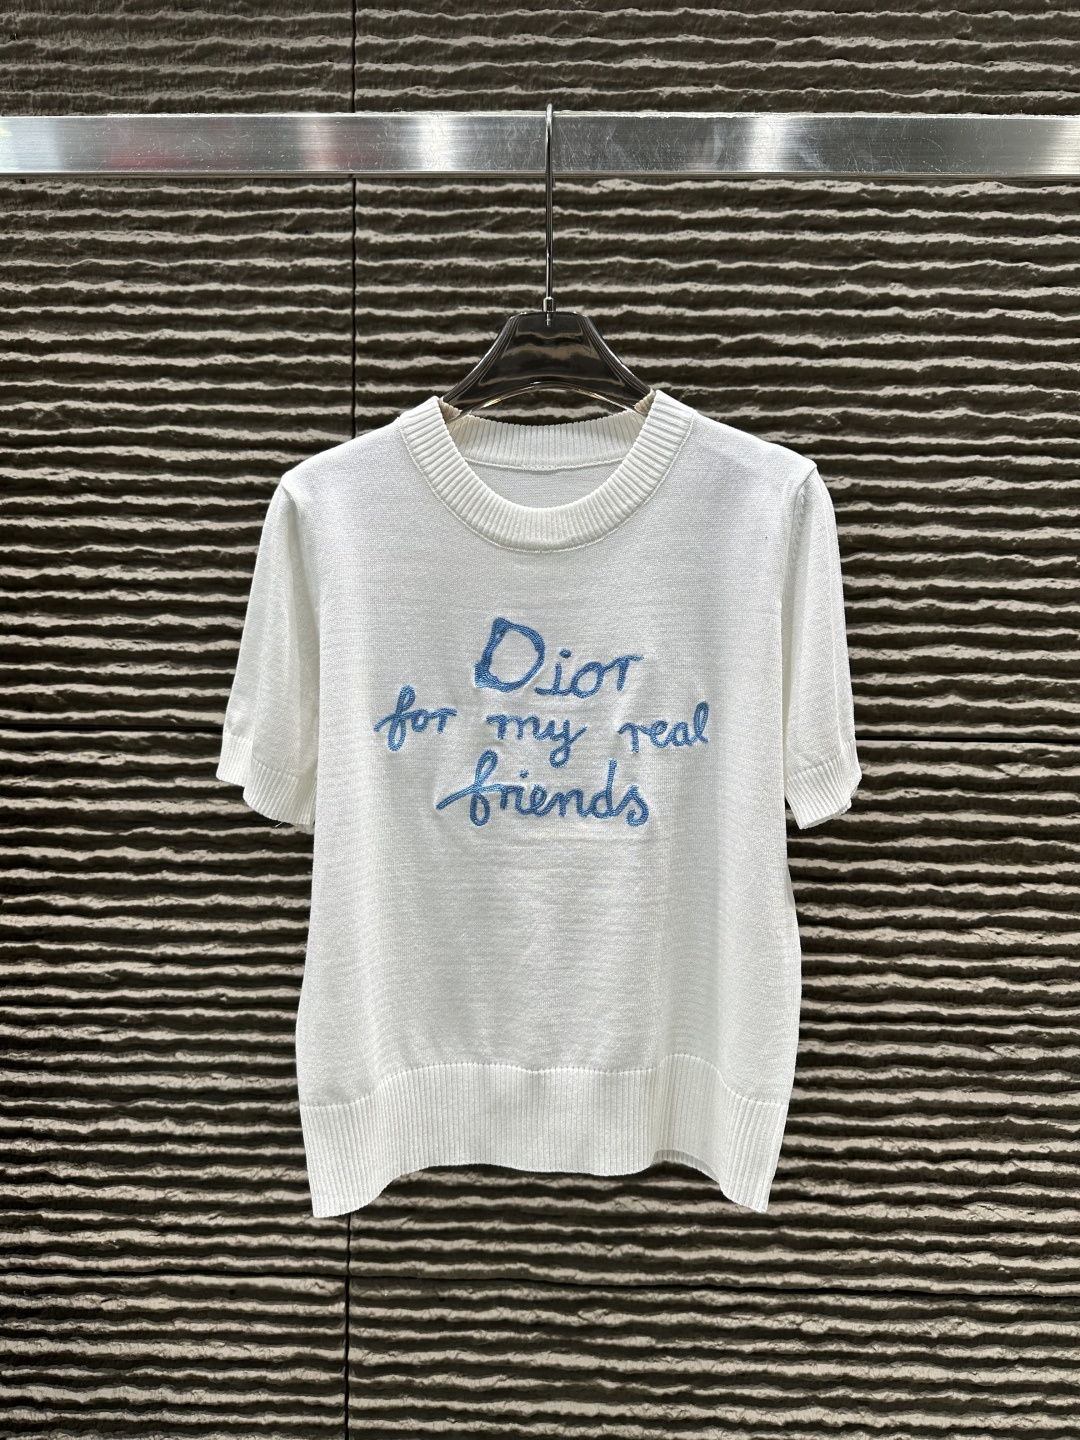 Dior
for my real
friends